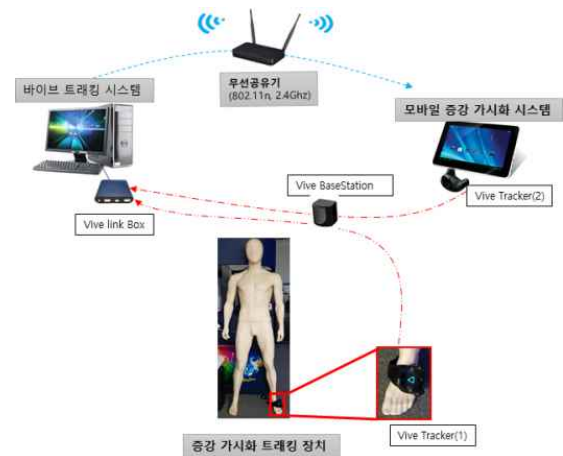 바이브 트래킹 시스템
무선공유기
(802.11n, 2.4Ghz)
모바일 증강 가시화 시스템
Vive BaseStation
Vive Tracker(2)
Vive link Box
Vive Tracker(1)
증강 가시화 트래킹 장치